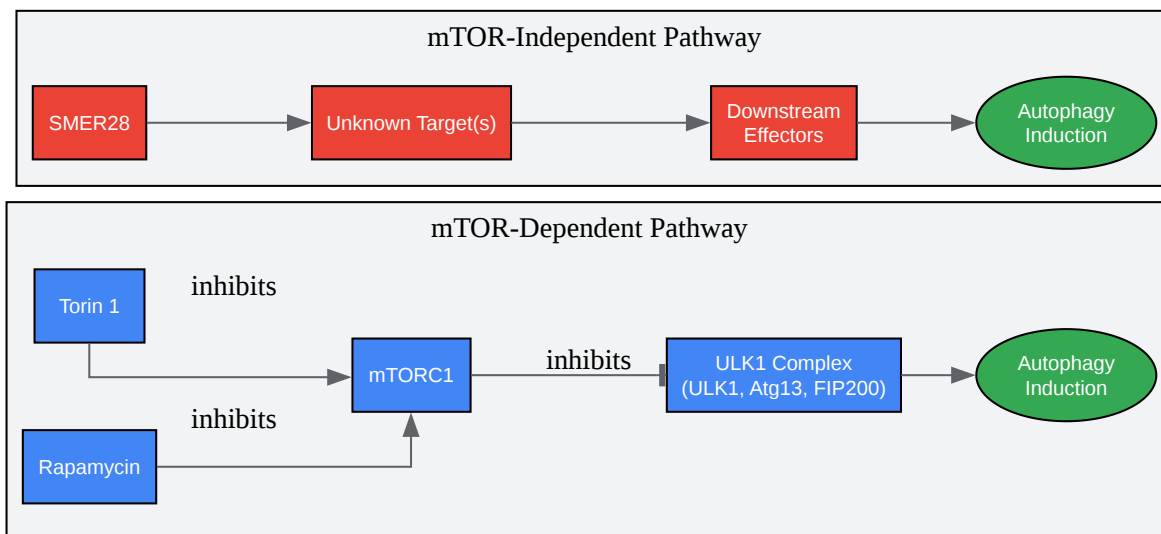 mTOR-Independent Pathway
SMER28
Unknown Target(s)
Downstream
Effectors
Autophagy
Induction
mTOR-Dependent Pathway
Torin 1
inhibits
mTORC1
inhibits
ULK1 Complex
(ULK1, Atg13, FIP200)
Autophagy
Induction
inhibits
Rapamycin